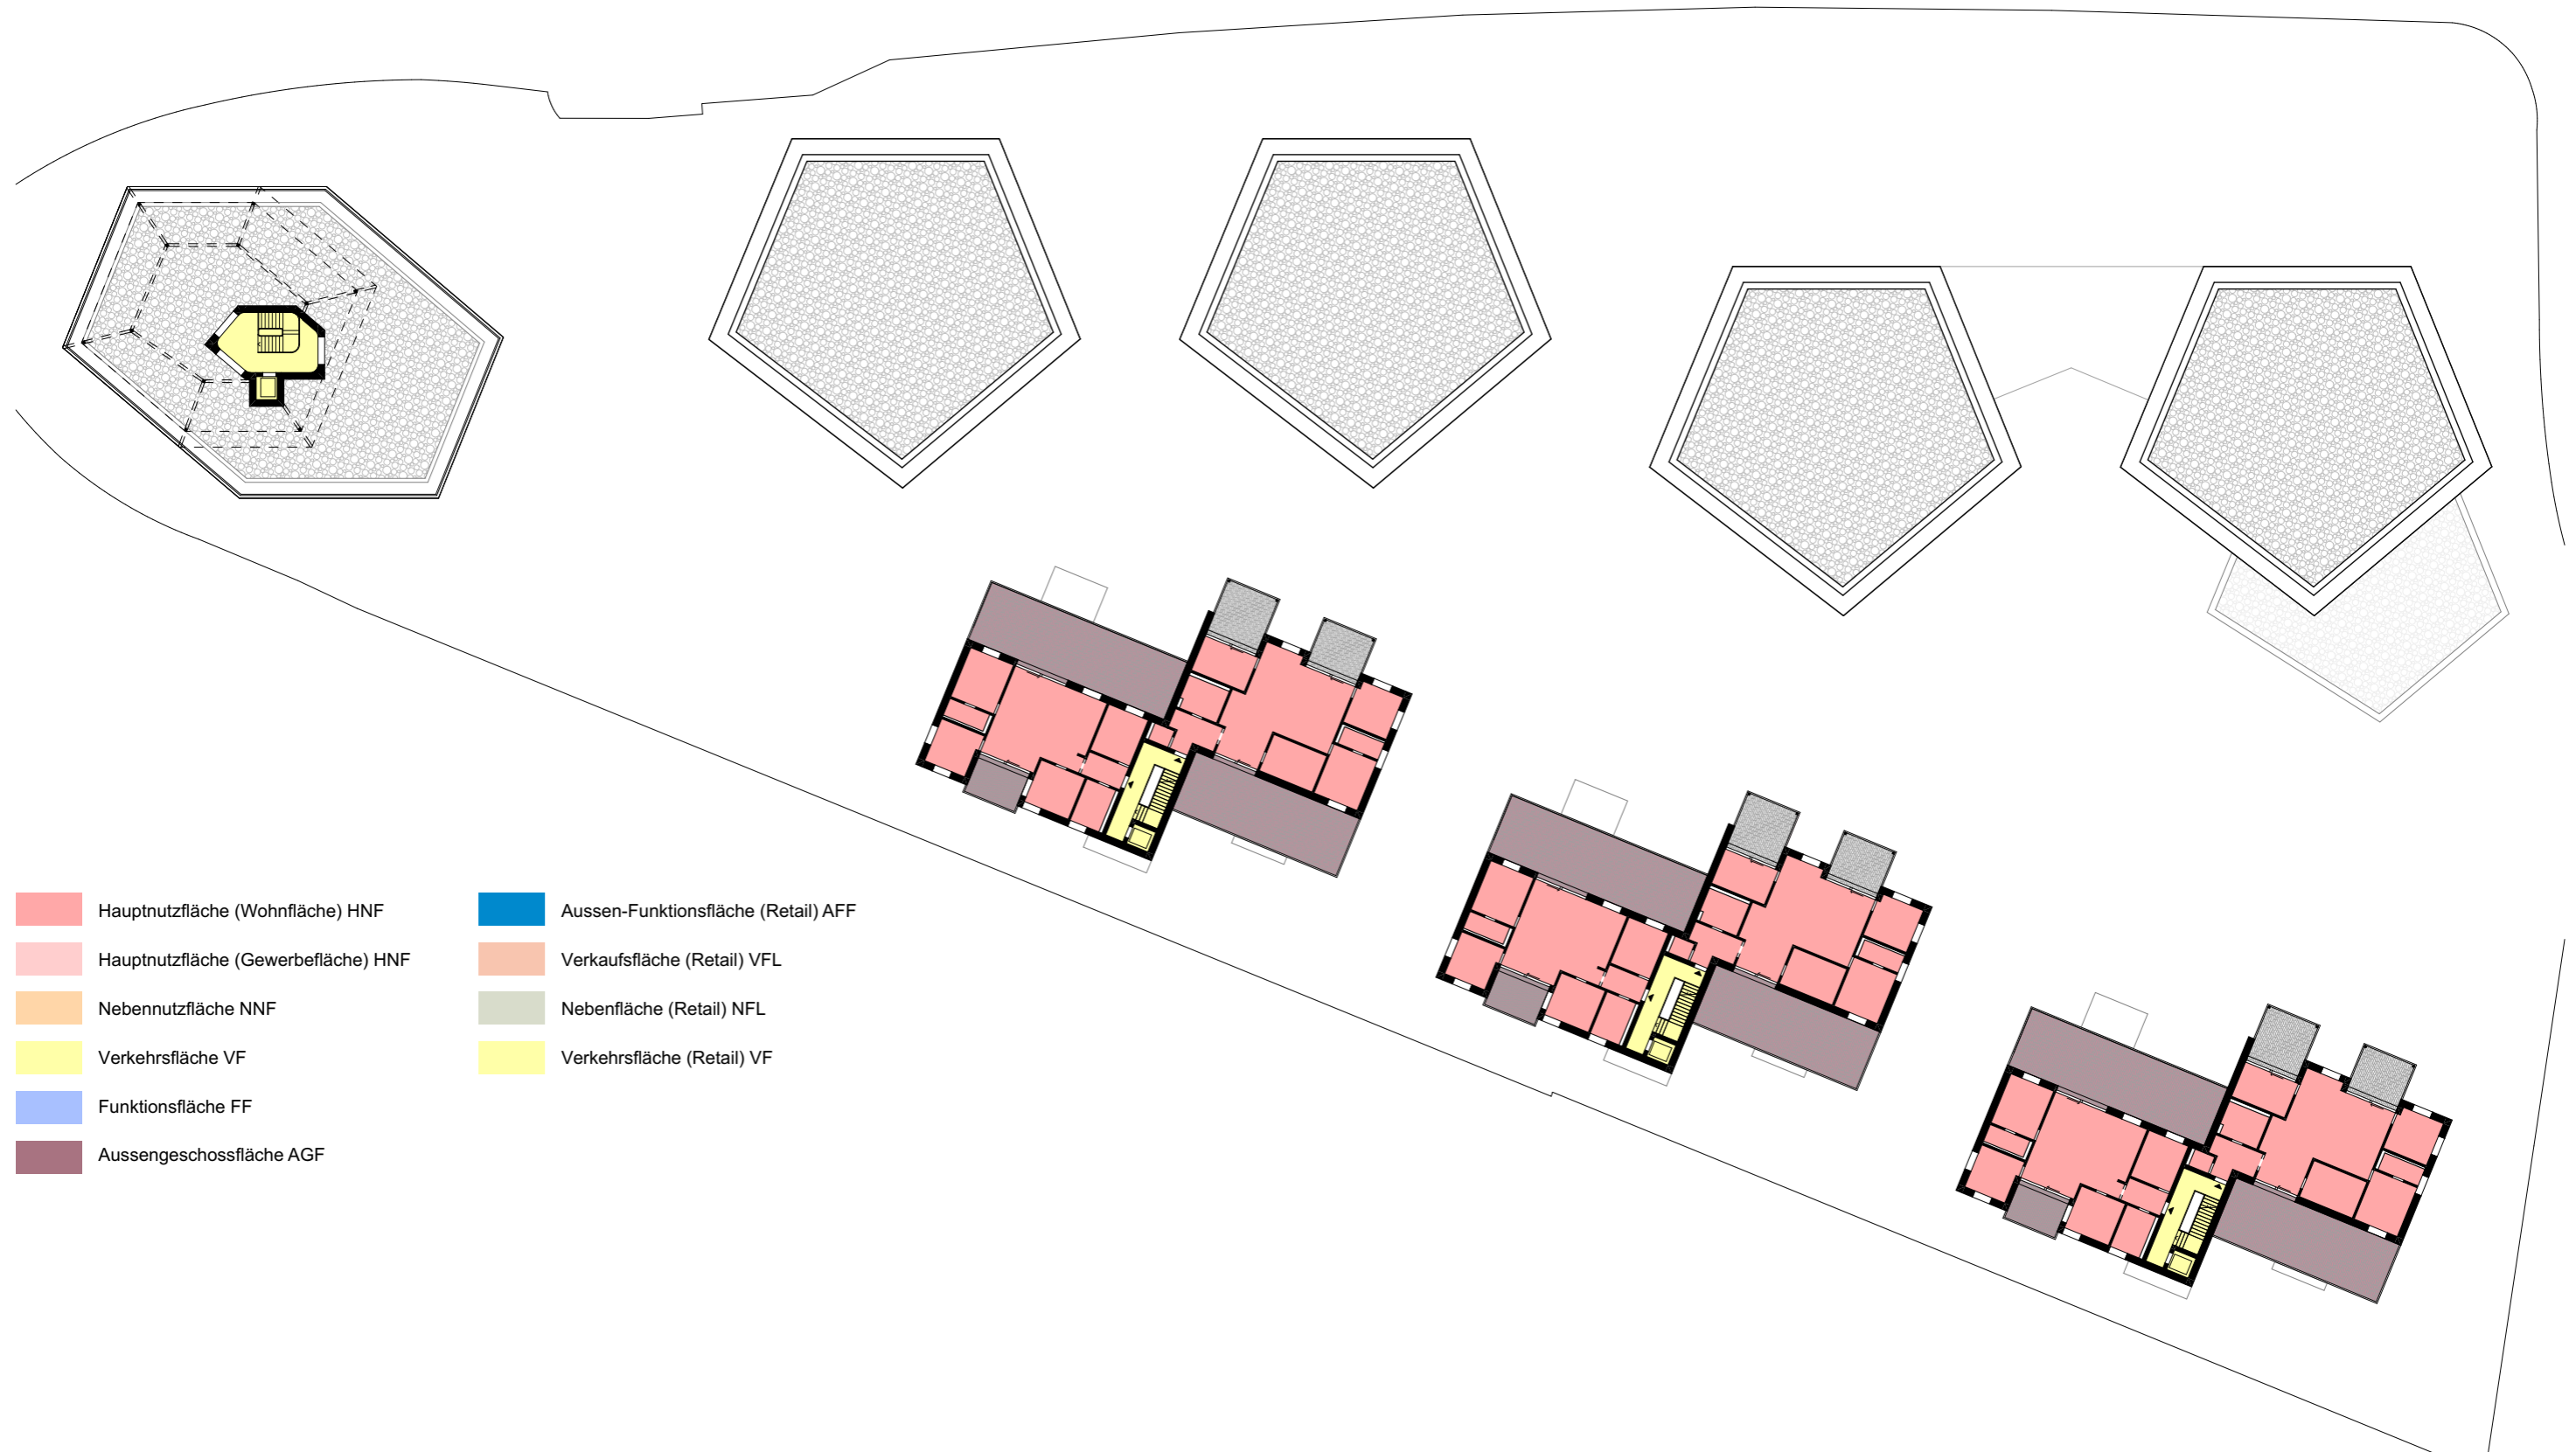 Hauptnutzfläche (Wohnfläche) HNF
Hauptnutzfläche (Gewerbefläche) HNF
Nebennutzfläche NNF
Verkehrsfläche VF
Funktionsfläche FF
Aussengeschossfläche AGF
Aussen-Funktionsfläche (Retail) AFF
Verkaufsfläche (Retail) VFL
Nebenfläche (Retail) NFL
Verkehrsfläche (Retail) VF